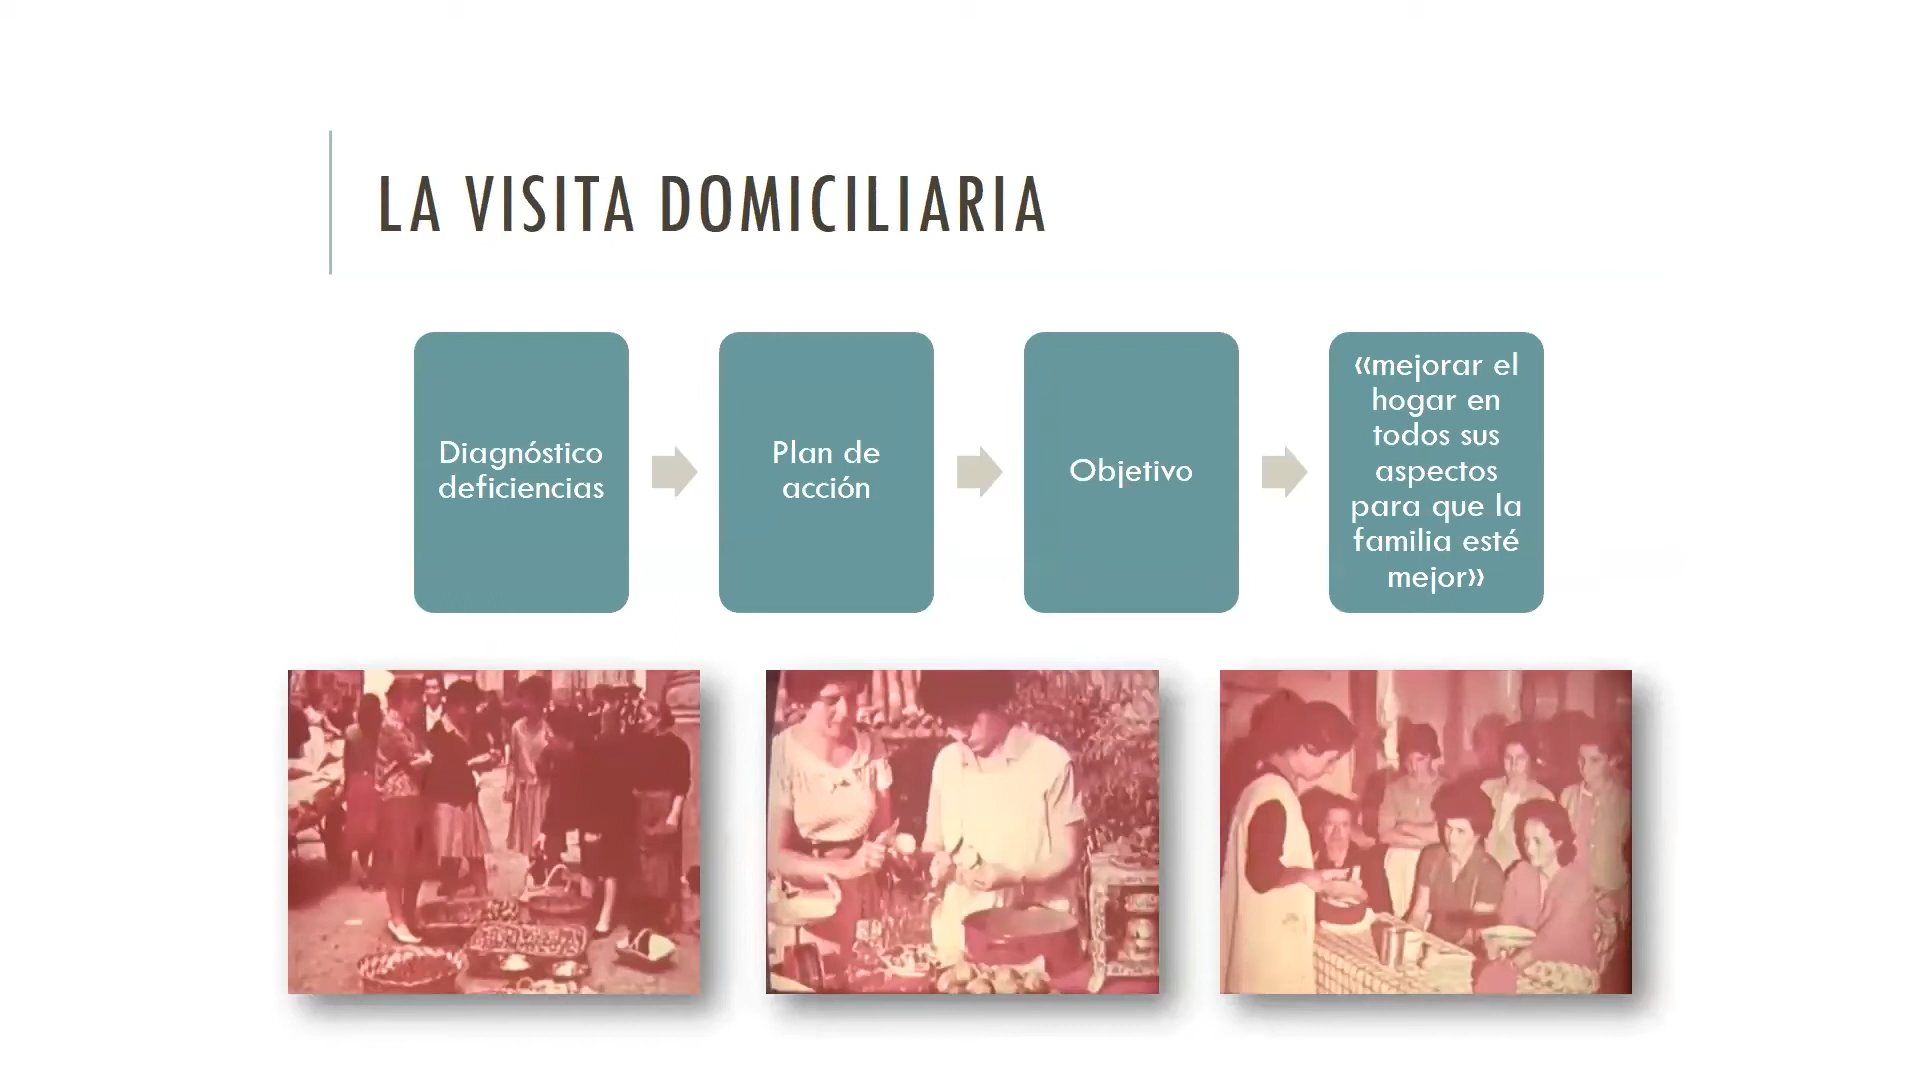 LA VISITA DOMICILIARIA
Diagnóstico
deficiencias
Plan de
acción
Objetivo
«mejorar el
hogar en
todos sus
aspectos
para que la
familia esté
mejor»